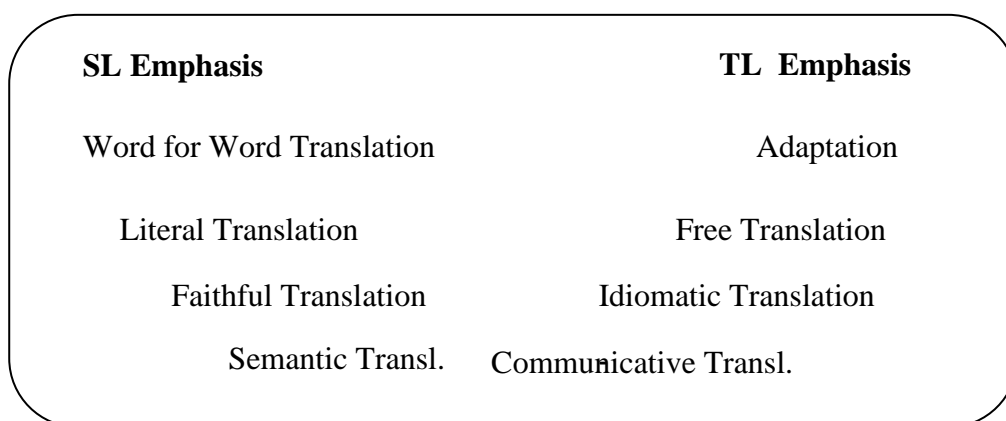 SL Emphasis TL Emphasis
Word for Word Translation Adaptation
Literal Translation Free Translation
Faithful Translation Idiomatic Translation
Semantic Transl. Communicative Transl.